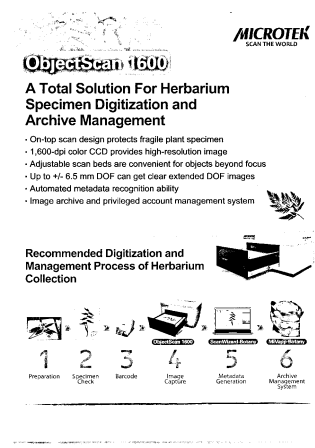 MICROTEK
SCAN THE WORLD
ObjectScan 1600
A Total Solution For Herbarium
Specimen Digitization and
Archive Management
· On-top scan design protects fragile plant specimen
· 1,600-dpi color CCD provides high-resolution image
· Adjustable scan beds are convenient for objects beyond focus
· Up to +/- 6.5 mm DOF can get clear extended DOF images
· Automated metadata recognition ability
· Image archive and privileged account management system
Recommended Digitization and
Management Process of Herbarium
Collection
ObjectScan 1600 ScanWizard Botany MiVapp-Botany
1 2 3 4 5 6
Preparation Specimen Check Barcode Image Capture Metadata Generation Archive Management System